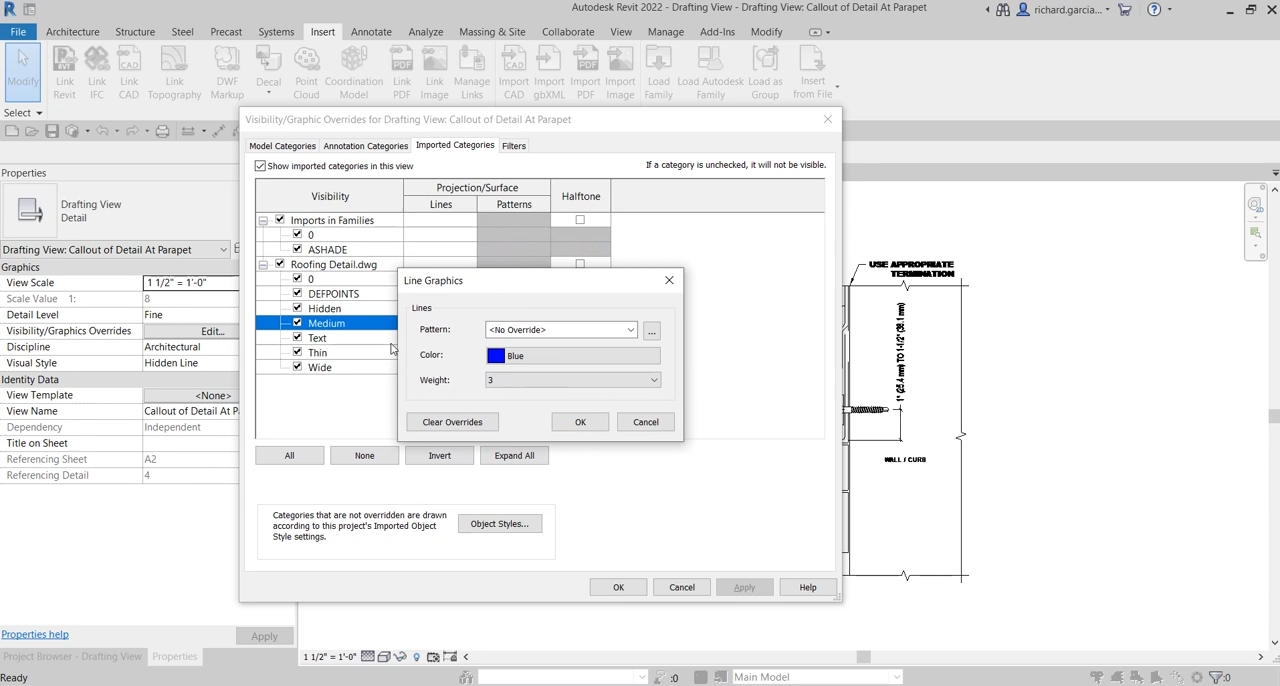 Autodesk Revit 2022 - Drafting View - Drafting View: Callout of Detail At Parapet
richard.garcia...
File Architecture Structure Steel Precast Systems Insert Annotate Analyze Massing & Site Collaborate View Manage Add-Ins Modify
Modify
Link Revit
Link IFC
Link CAD
Link Topography
DWF Markup
Decal
Point Cloud
Coordination Model
Link PDF
Link Image
Manage Links
Import CAD
Import gbXML
Import PDF
Import Image
Load Family
Load Autodesk Family
Load as Group
Insert from File
Select
Visibility/Graphic Overrides for Drafting View: Callout of Detail At Parapet
Model Categories Annotation Categories Imported Categories Filters
Show imported categories in this view
If a category is unchecked, it will not be visible.
Visibility
Projection/Surface
Halftone
Lines
Patterns
Imports in Families
0
ASHADE
Roofing Detail.dwg
0
DEFPOINTS
Hidden
Medium
Text
Thin
Wide
Line Graphics
Lines
Pattern:
<No Override>
...
Color:
Blue
Weight:
3
Clear Overrides
OK
Cancel
All
None
Invert
Expand All
Categories that are not overridden are drawn
according to this project's Imported Object
Style settings.
Object Styles...
OK
Cancel
Apply
Help
Properties
Drafting View
Detail
Drafting View: Callout of Detail At Parapet
Graphics
View Scale 1 1/2" = 1'-0"
Scale Value 1: 8
Detail Level Fine
Visibility/Graphics Overrides Edit...
Discipline Architectural
Visual Style Hidden Line
Identity Data
View Template <None>
View Name Callout of Detail At P
Dependency Independent
Title on Sheet
Referencing Sheet A2
Referencing Detail 4
Properties help
Apply
Project Browser - Drafting View
Properties
USE APPROPRIATE
TERMINATION
1" (25.4 mm) TO 1-1/2" (38.1 mm)
WALL / CURB
1 1/2" = 1'-0"
Ready
:0
Main Model
:0